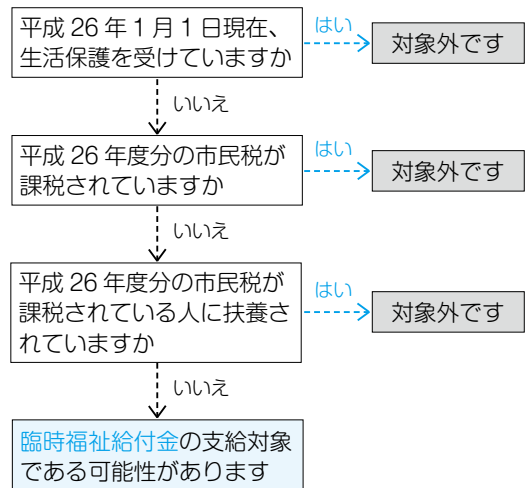 平成 26 年 1 月 1 日現在、
生活保護を受けていますか
はい
対象外です
いいえ
平成 26 年度分の市民税が
課税されていますか
はい
対象外です
いいえ
平成 26 年度分の市民税が
課税されている人に扶養さ
れていますか
はい
対象外です
いいえ
臨時福祉給付金の支給対象
である可能性があります